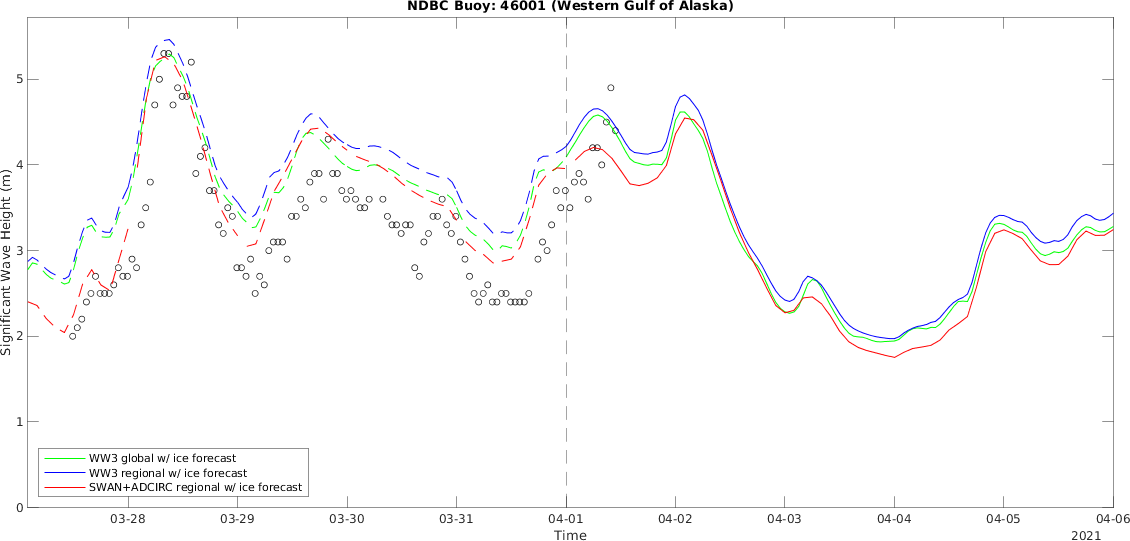 NDBC Buoy: 46001 (Western Gulf of Alaska)
Significant Wave Height (m)
5
4
3
2
1
0
WW3 global w/ ice forecast
WW3 regional w/ ice forecast
SWAN+ADCIRC regional w/ ice forecast
03-28 03-29 03-30 03-31 04-01 04-02 04-03 04-04 04-05 04-06
Time
2021